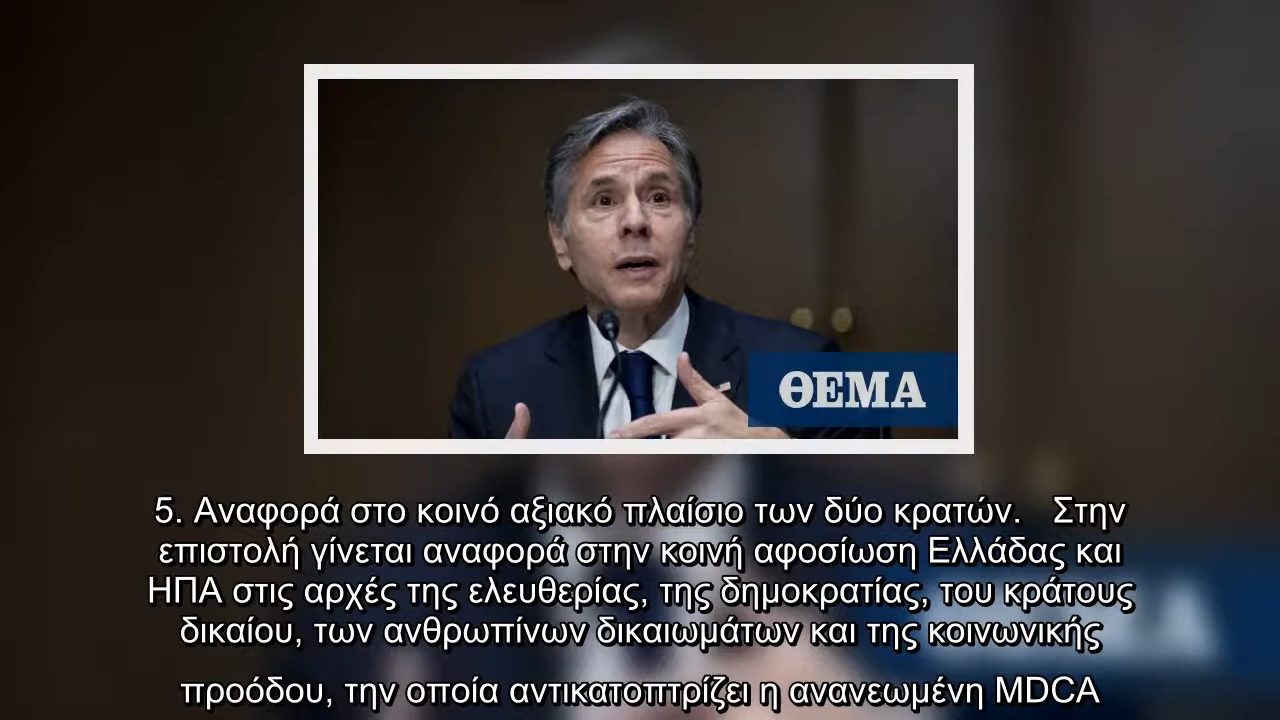 ΘΕΜΑ
5. Αναφορά στο κοινό αξιακό πλαίσιο των δύο κρατών. Στην
επιστολή γίνεται αναφορά στην κοινή αφοσίωση Ελλάδας και
ΗΠΑ στις αρχές της ελευθερίας, της δημοκρατίας, του κράτους
δικαίου, των ανθρωπίνων δικαιωμάτων και της κοινωνικής
προόδου, την οποία αντικατοπτρίζει η ανανεωμένη MDCA